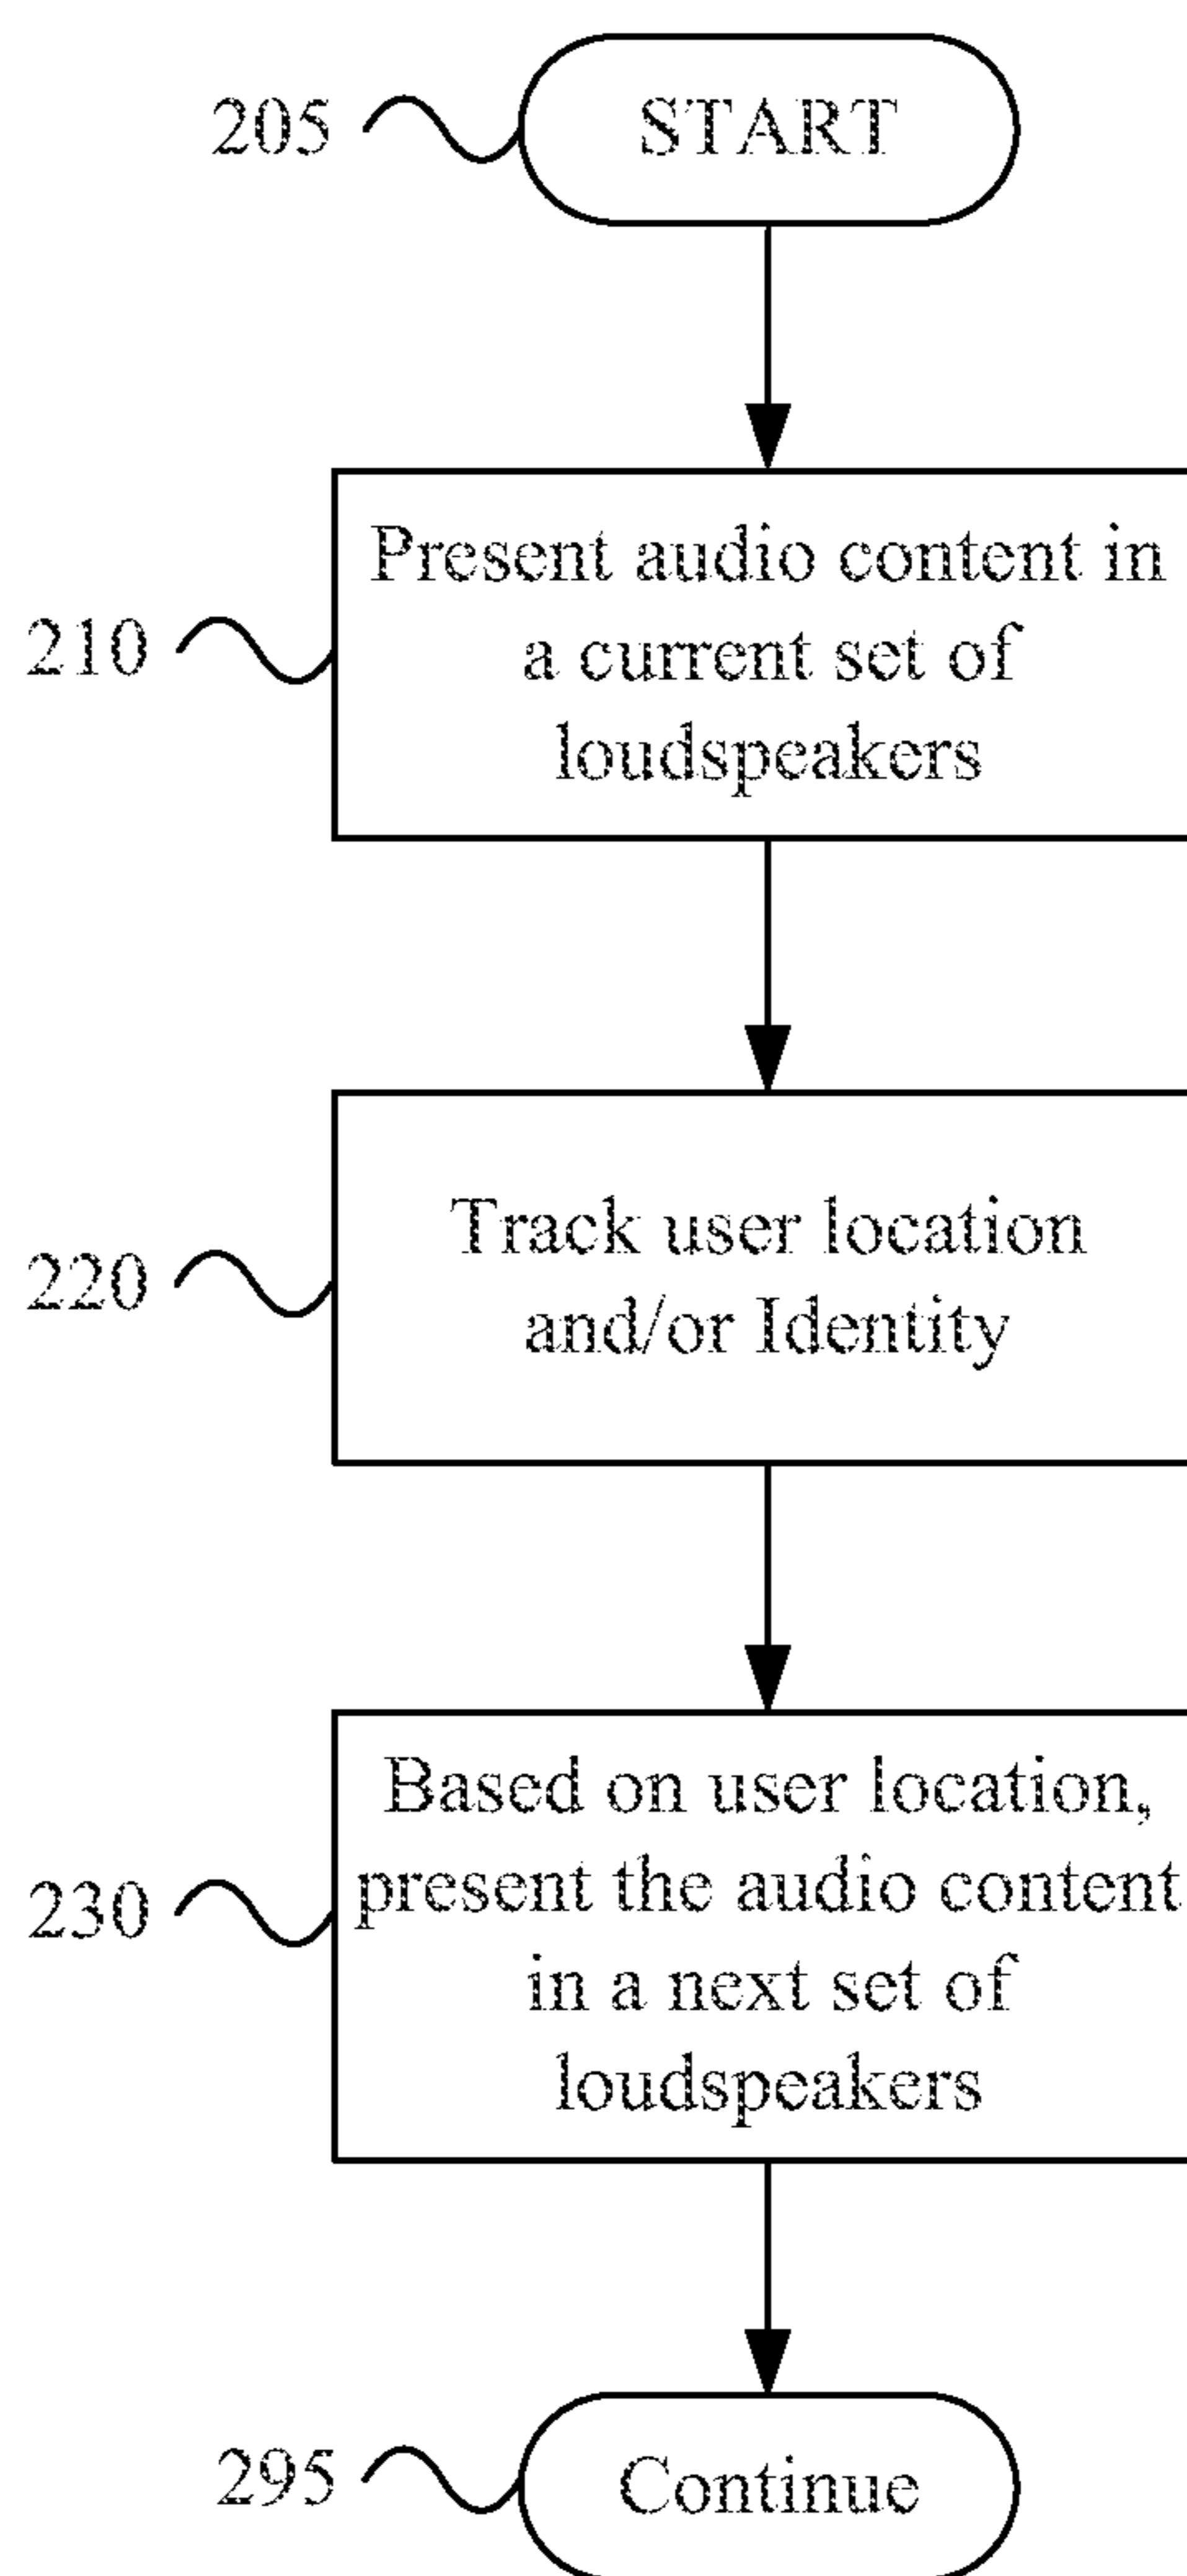 205
START
210
Present audio content in
a current set of
loudspeakers
220
Track user location
and/or Identity
230
Based on user location,
present the audio content
in a next set of
loudspeakers
295
Continue